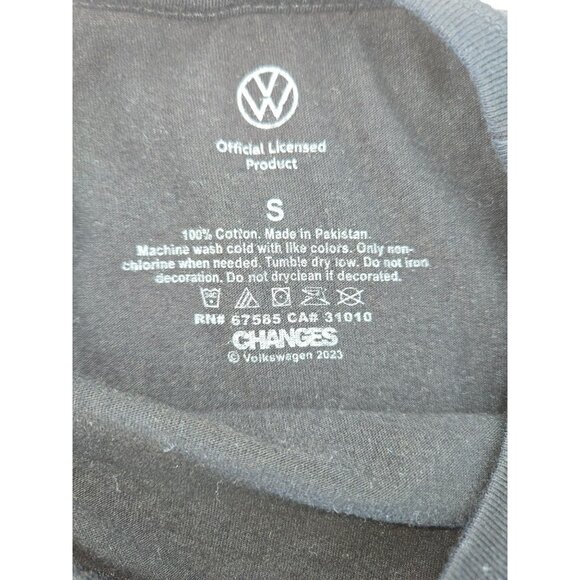 Official Licensed
Product
S
100% Cotton. Made in Pakistan.
Machine wash cold with like colors. Only non-
chlorine when needed. Tumble dry low. Do not iron
decoration. Do not dryclean if decorated.
RN# 67585 CA# 31010
CHANGES
© Volkswagen 2023